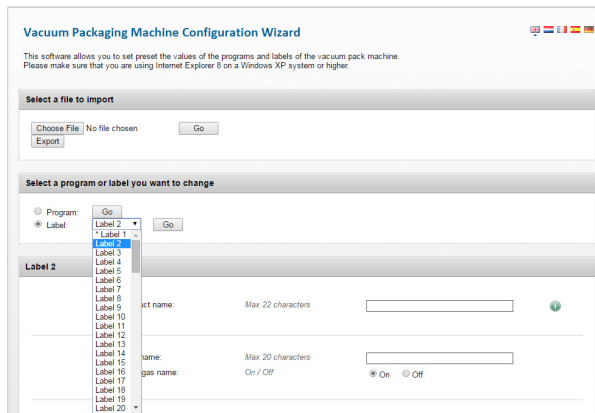 Vacuum Packaging Machine Configuration Wizard
This software allows you to set preset the values of the programs and labels of the vacuum pack machine.
Please make sure that you are using Internet Explorer 8 on a Windows XP system or higher.
Select a file to import
Choose File No file chosen Go
Export
Select a program or label you want to change
Program: Go
Label: Label 2 Go
* Label 1
Label 2
Label 3
Label 4
Label 5
Label 6
Label 7
Label 8
Label 9
Label 10
Label 11
Label 12
Label 13
Label 14
Label 15
Label 16
Label 17
Label 18
Label 19
Label 20
Label 2
uct name: Max 22 characters
name: Max 20 characters
gas name: On / Off On Off